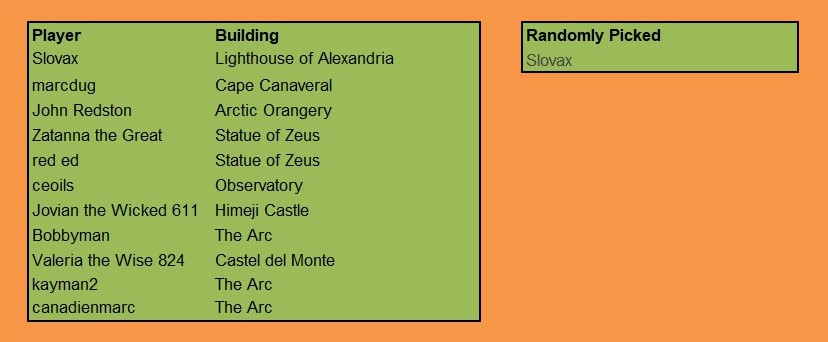 Player Building
Slovax Lighthouse of Alexandria
marcdug Cape Canaveral
John Redston Arctic Orangery
Zatanna the Great Statue of Zeus
red ed Statue of Zeus
ceoils Observatory
Jovian the Wicked 611 Himeji Castle
Bobbyman The Arc
Valeria the Wise 824 Castel del Monte
kayman2 The Arc
canadienmarc The Arc
Randomly Picked
Slovax